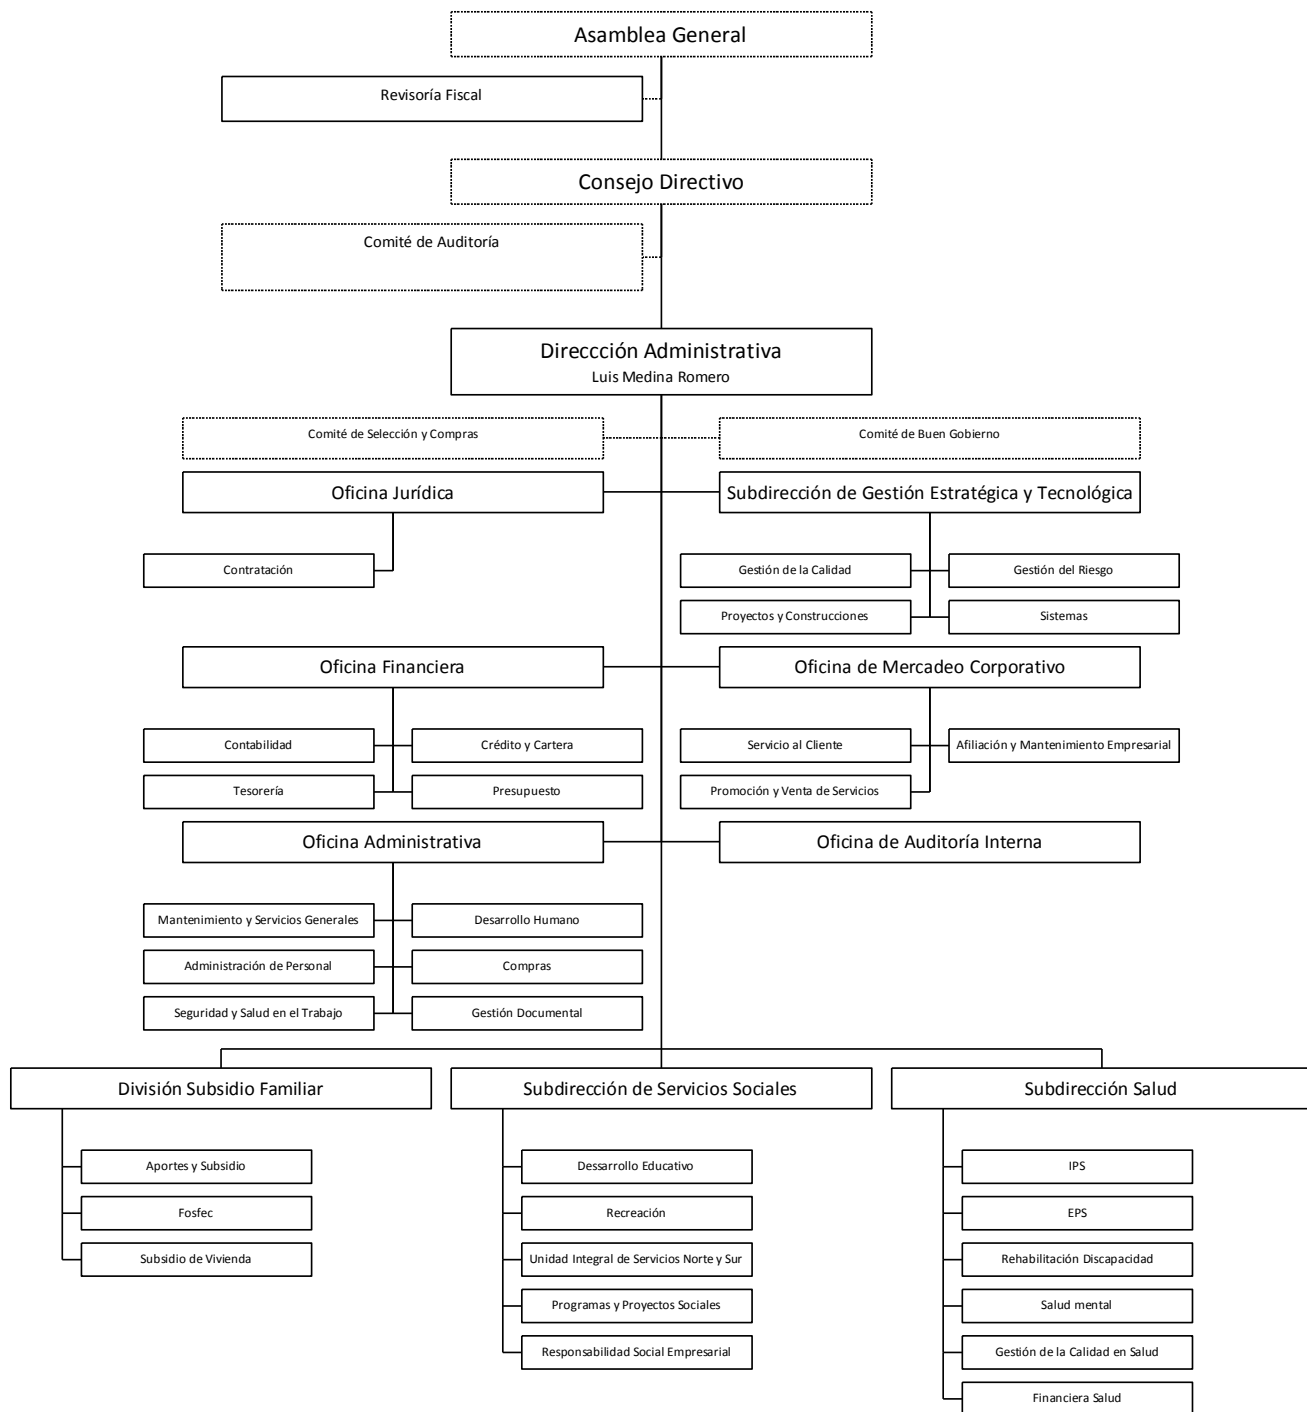 Asamblea General
Revisoría Fiscal
Consejo Directivo
Comité de Auditoría
Direccción Administrativa
Luis Medina Romero
Comité de Selección y Compras
Comité de Buen Gobierno
Oficina Jurídica
Subdirección de Gestión Estratégica y Tecnológica
Contratación
Gestión de la Calidad
Gestión del Riesgo
Proyectos y Construcciones
Sistemas
Oficina Financiera
Oficina de Mercadeo Corporativo
Contabilidad
Crédito y Cartera
Servicio al Cliente
Afiliación y Mantenimiento Empresarial
Tesorería
Presupuesto
Promoción y Venta de Servicios
Oficina Administrativa
Oficina de Auditoría Interna
Mantenimiento y Servicios Generales
Desarrollo Humano
Administración de Personal
Compras
Seguridad y Salud en el Trabajo
Gestión Documental
División Subsidio Familiar
Subdirección de Servicios Sociales
Subdirección Salud
Aportes y Subsidio
Dessarrollo Educativo
IPS
Fosfec
Recreación
EPS
Subsidio de Vivienda
Unidad Integral de Servicios Norte y Sur
Rehabilitación Discapacidad
Programas y Proyectos Sociales
Salud mental
Responsabilidad Social Empresarial
Gestión de la Calidad en Salud
Financiera Salud